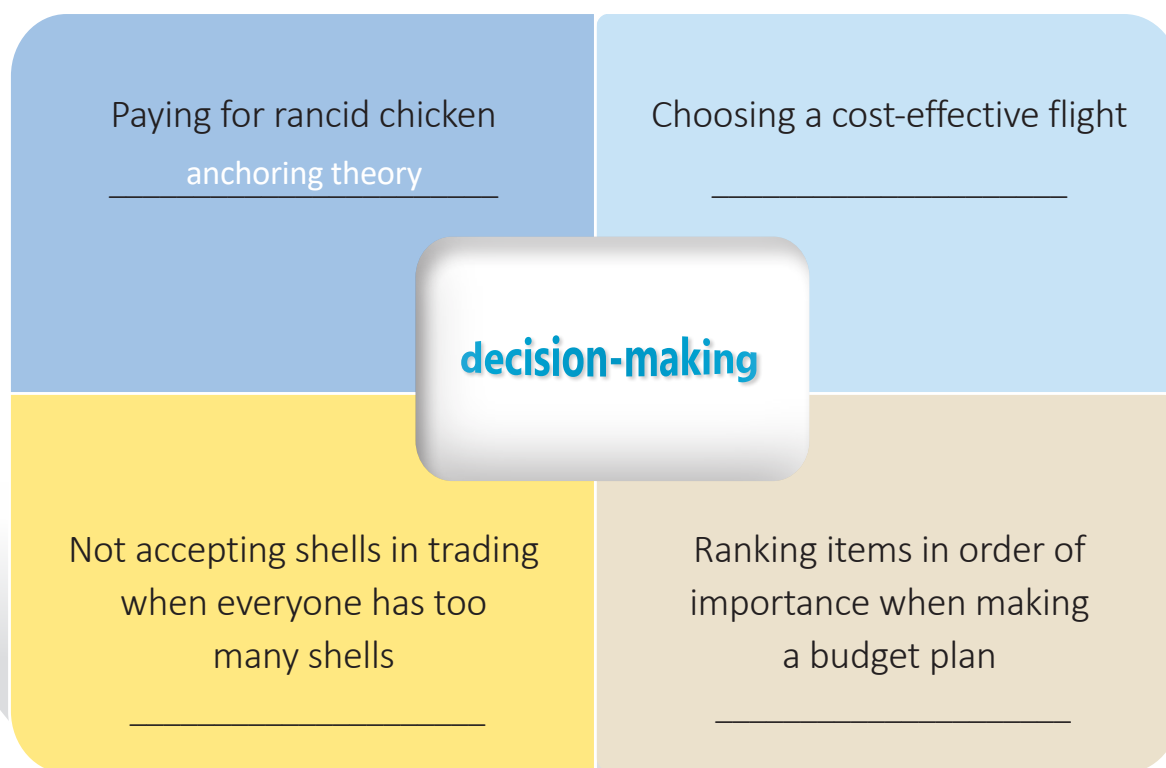 Paying for rancid chicken
anchoring theory
Choosing a cost-effective flight
decision-making
Not accepting shells in trading
when everyone has too
many shells
Ranking items in order of
importance when making
a budget plan